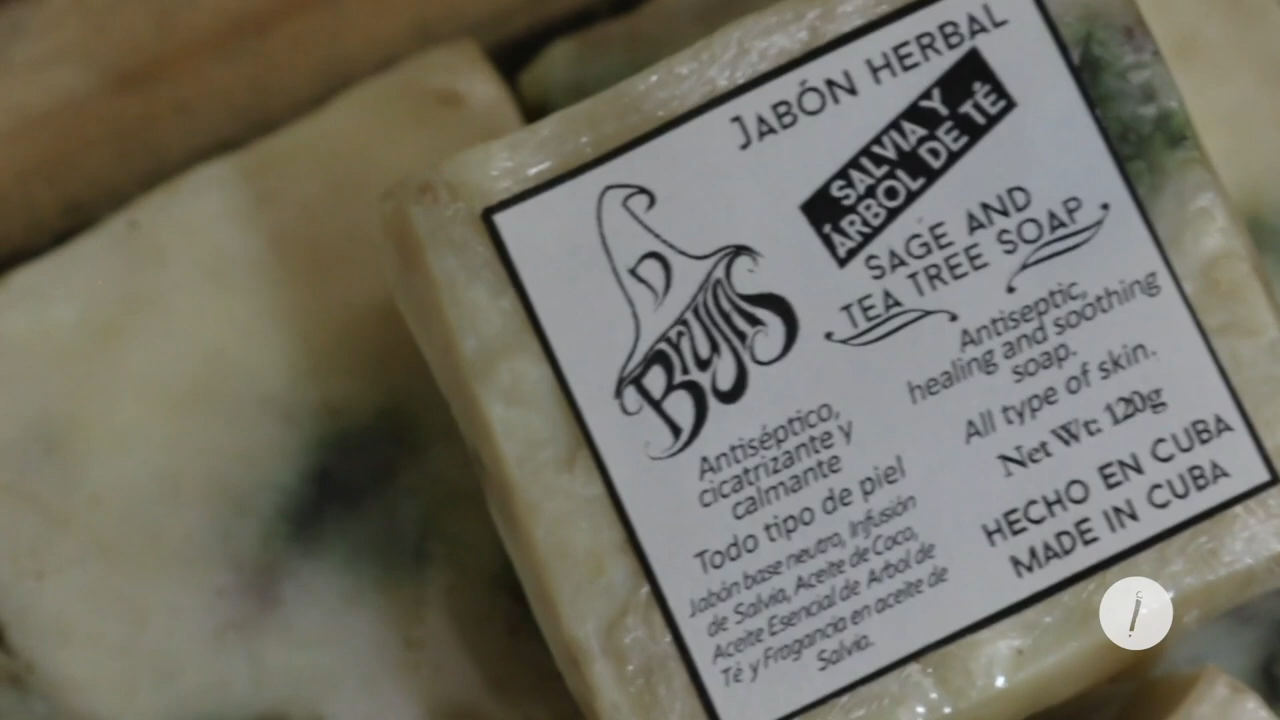 JABÓN HERBAL
SALVIA Y
ÁRBOL DE TÉ
SAGE AND
TEA TREE SOAP
D
Brujas
Antiseptic,
healing and soothing
soap.
All type of skin.
Net Wt: 120g
HECHO EN CUBA
MADE IN CUBA
Antiséptico,
cicatrizante y
calmante
Todo tipo de piel
Jabón base neutra, Infusión
de Salvia, Aceite de Coco,
Aceite Esencial de Arbol de
Té y Fragancia en aceite de
Salvia.